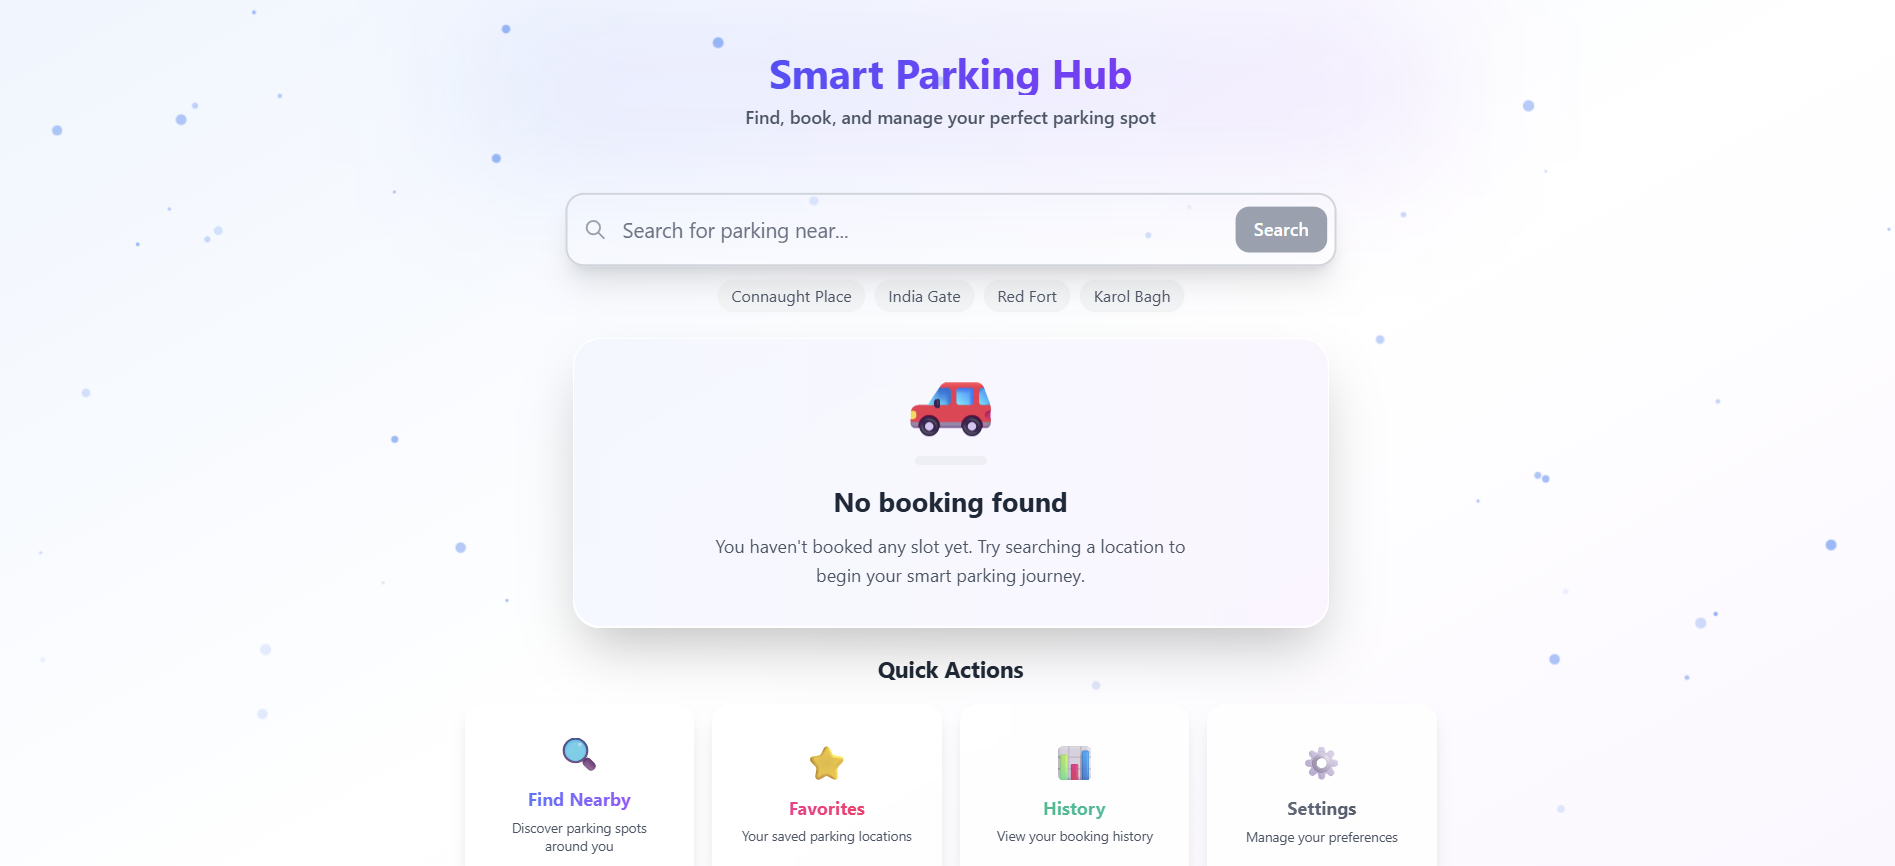 Smart Parking Hub
Find, book, and manage your perfect parking spot
Search for parking near...
Search
Connaught Place
India Gate
Red Fort
Karol Bagh
No booking found
You haven't booked any slot yet. Try searching a location to
begin your smart parking journey.
Quick Actions
Find Nearby
Discover parking spots
around you
Favorites
Your saved parking locations
History
View your booking history
Settings
Manage your preferences